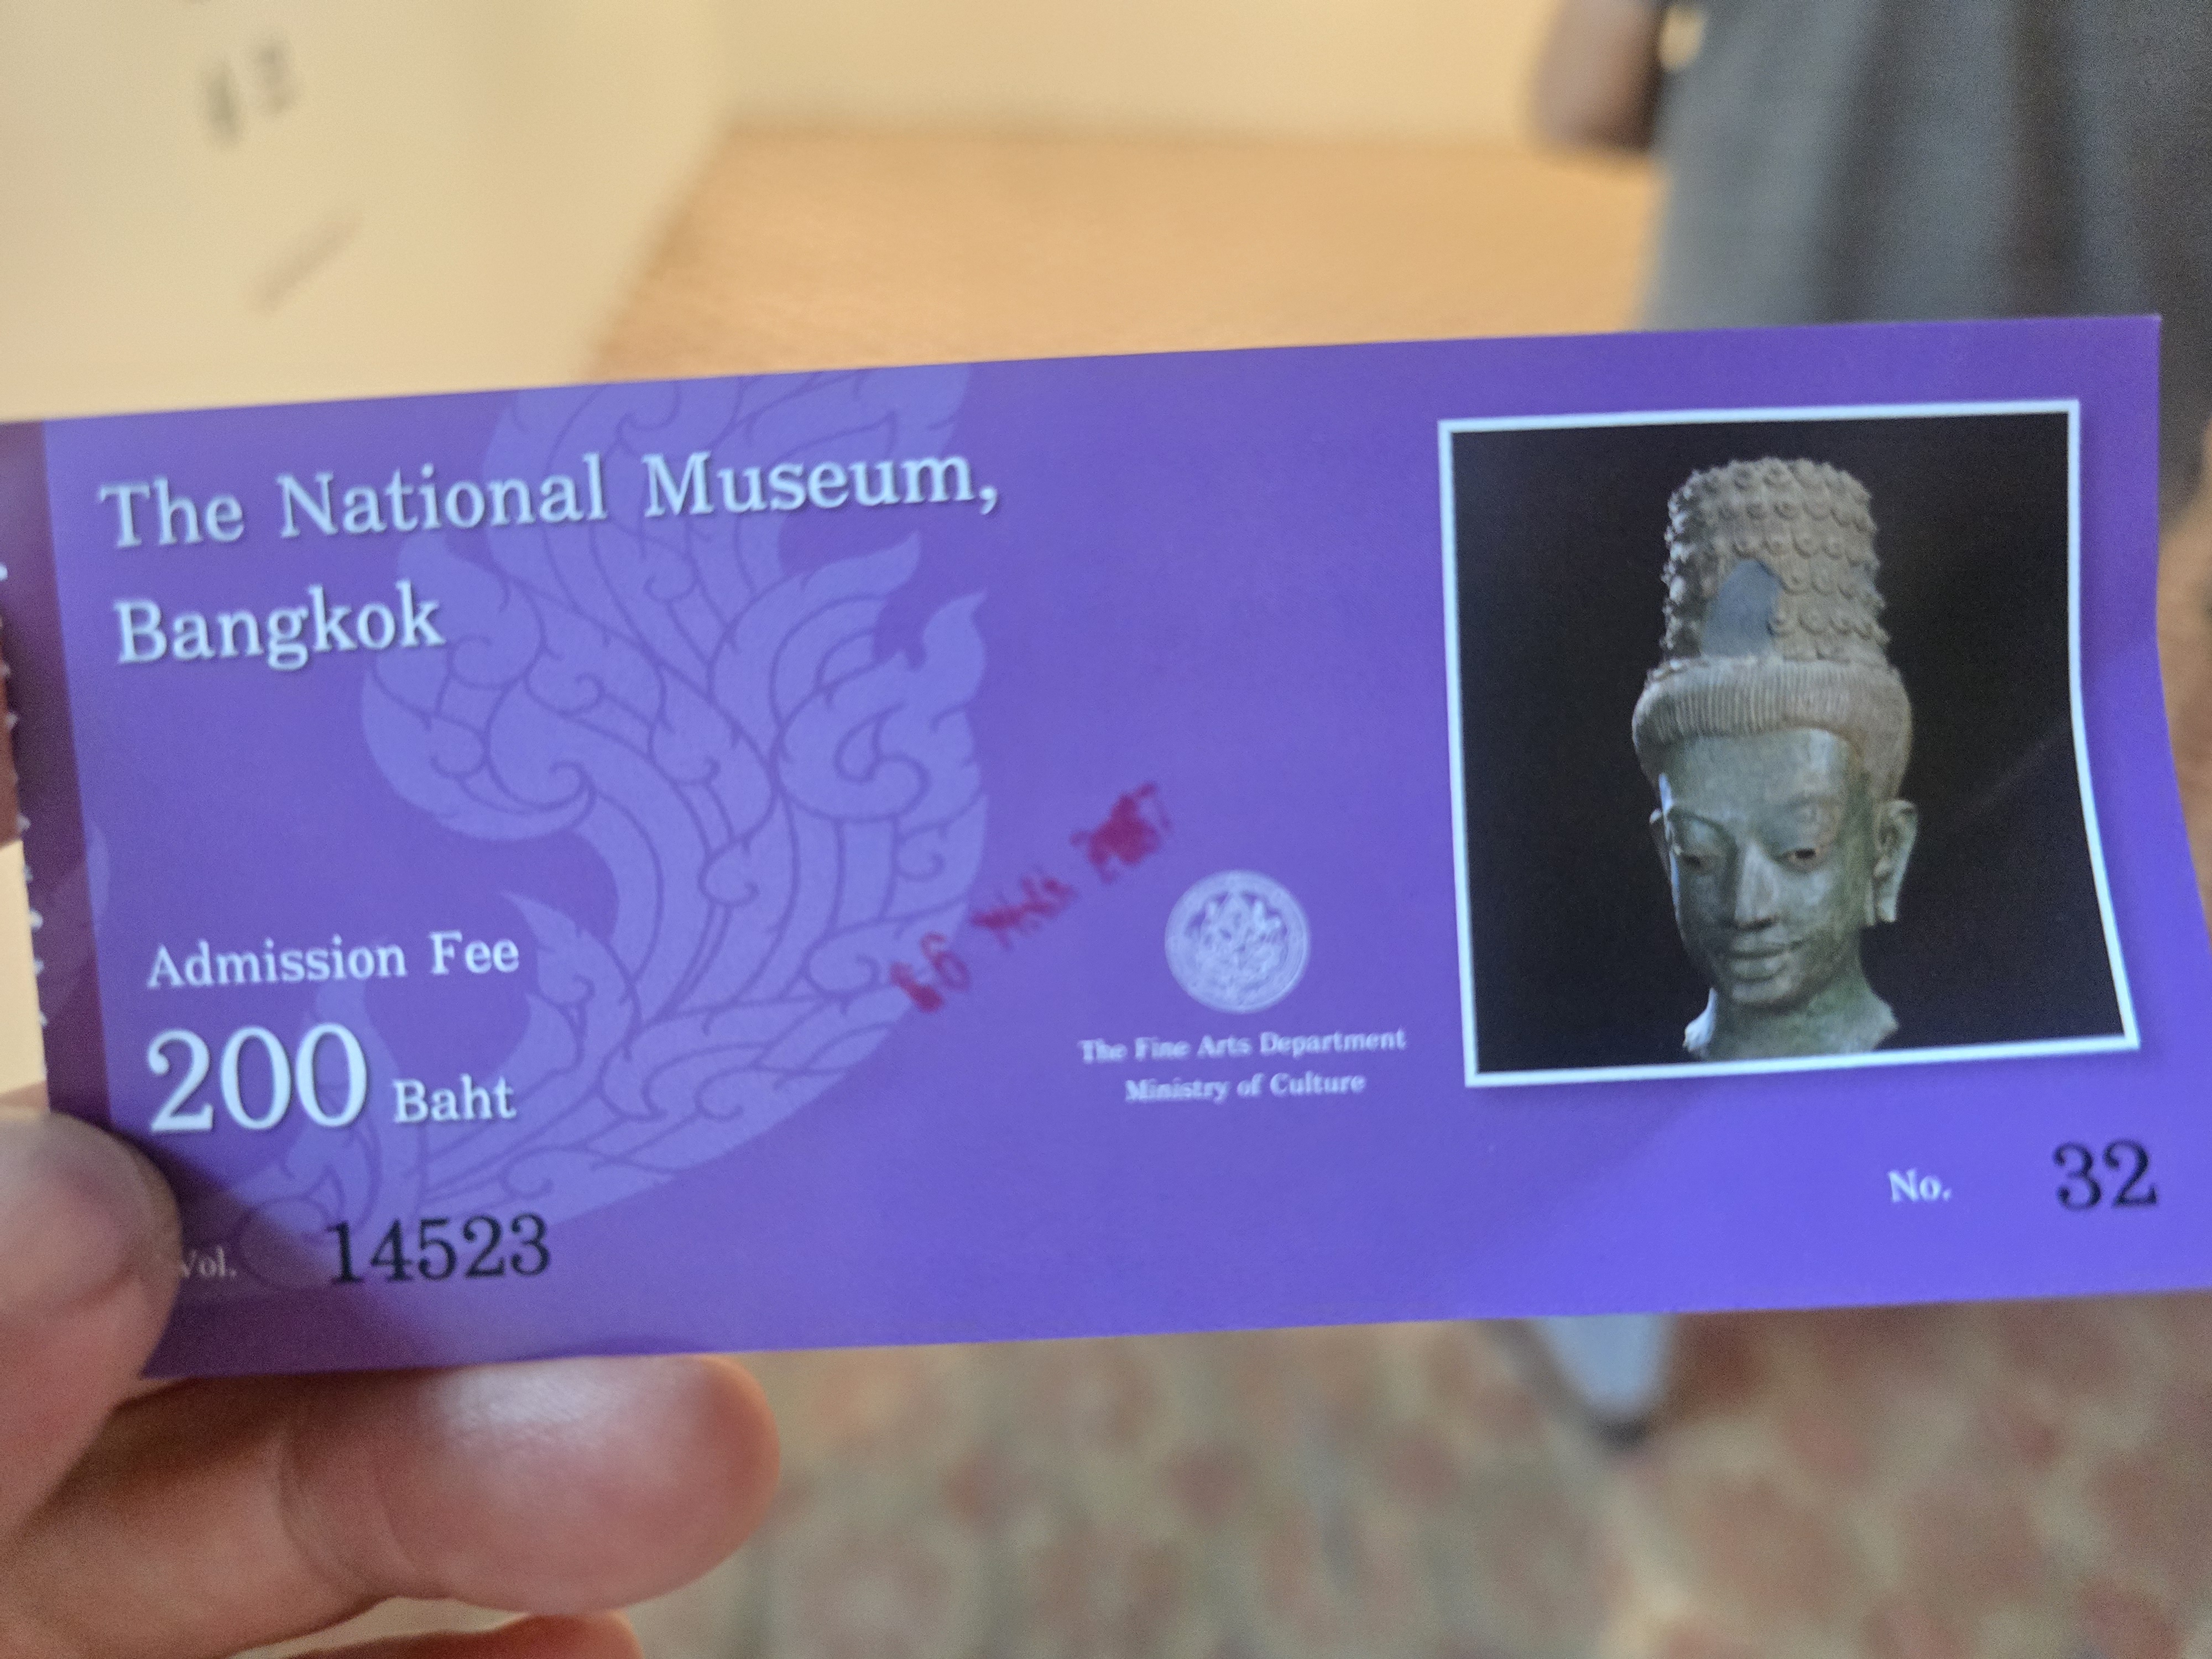 The National Museum,
Bangkok
Admission Fee
200 Baht
The Fine Arts Department
Ministry of Culture
Vol. 14523
No. 32